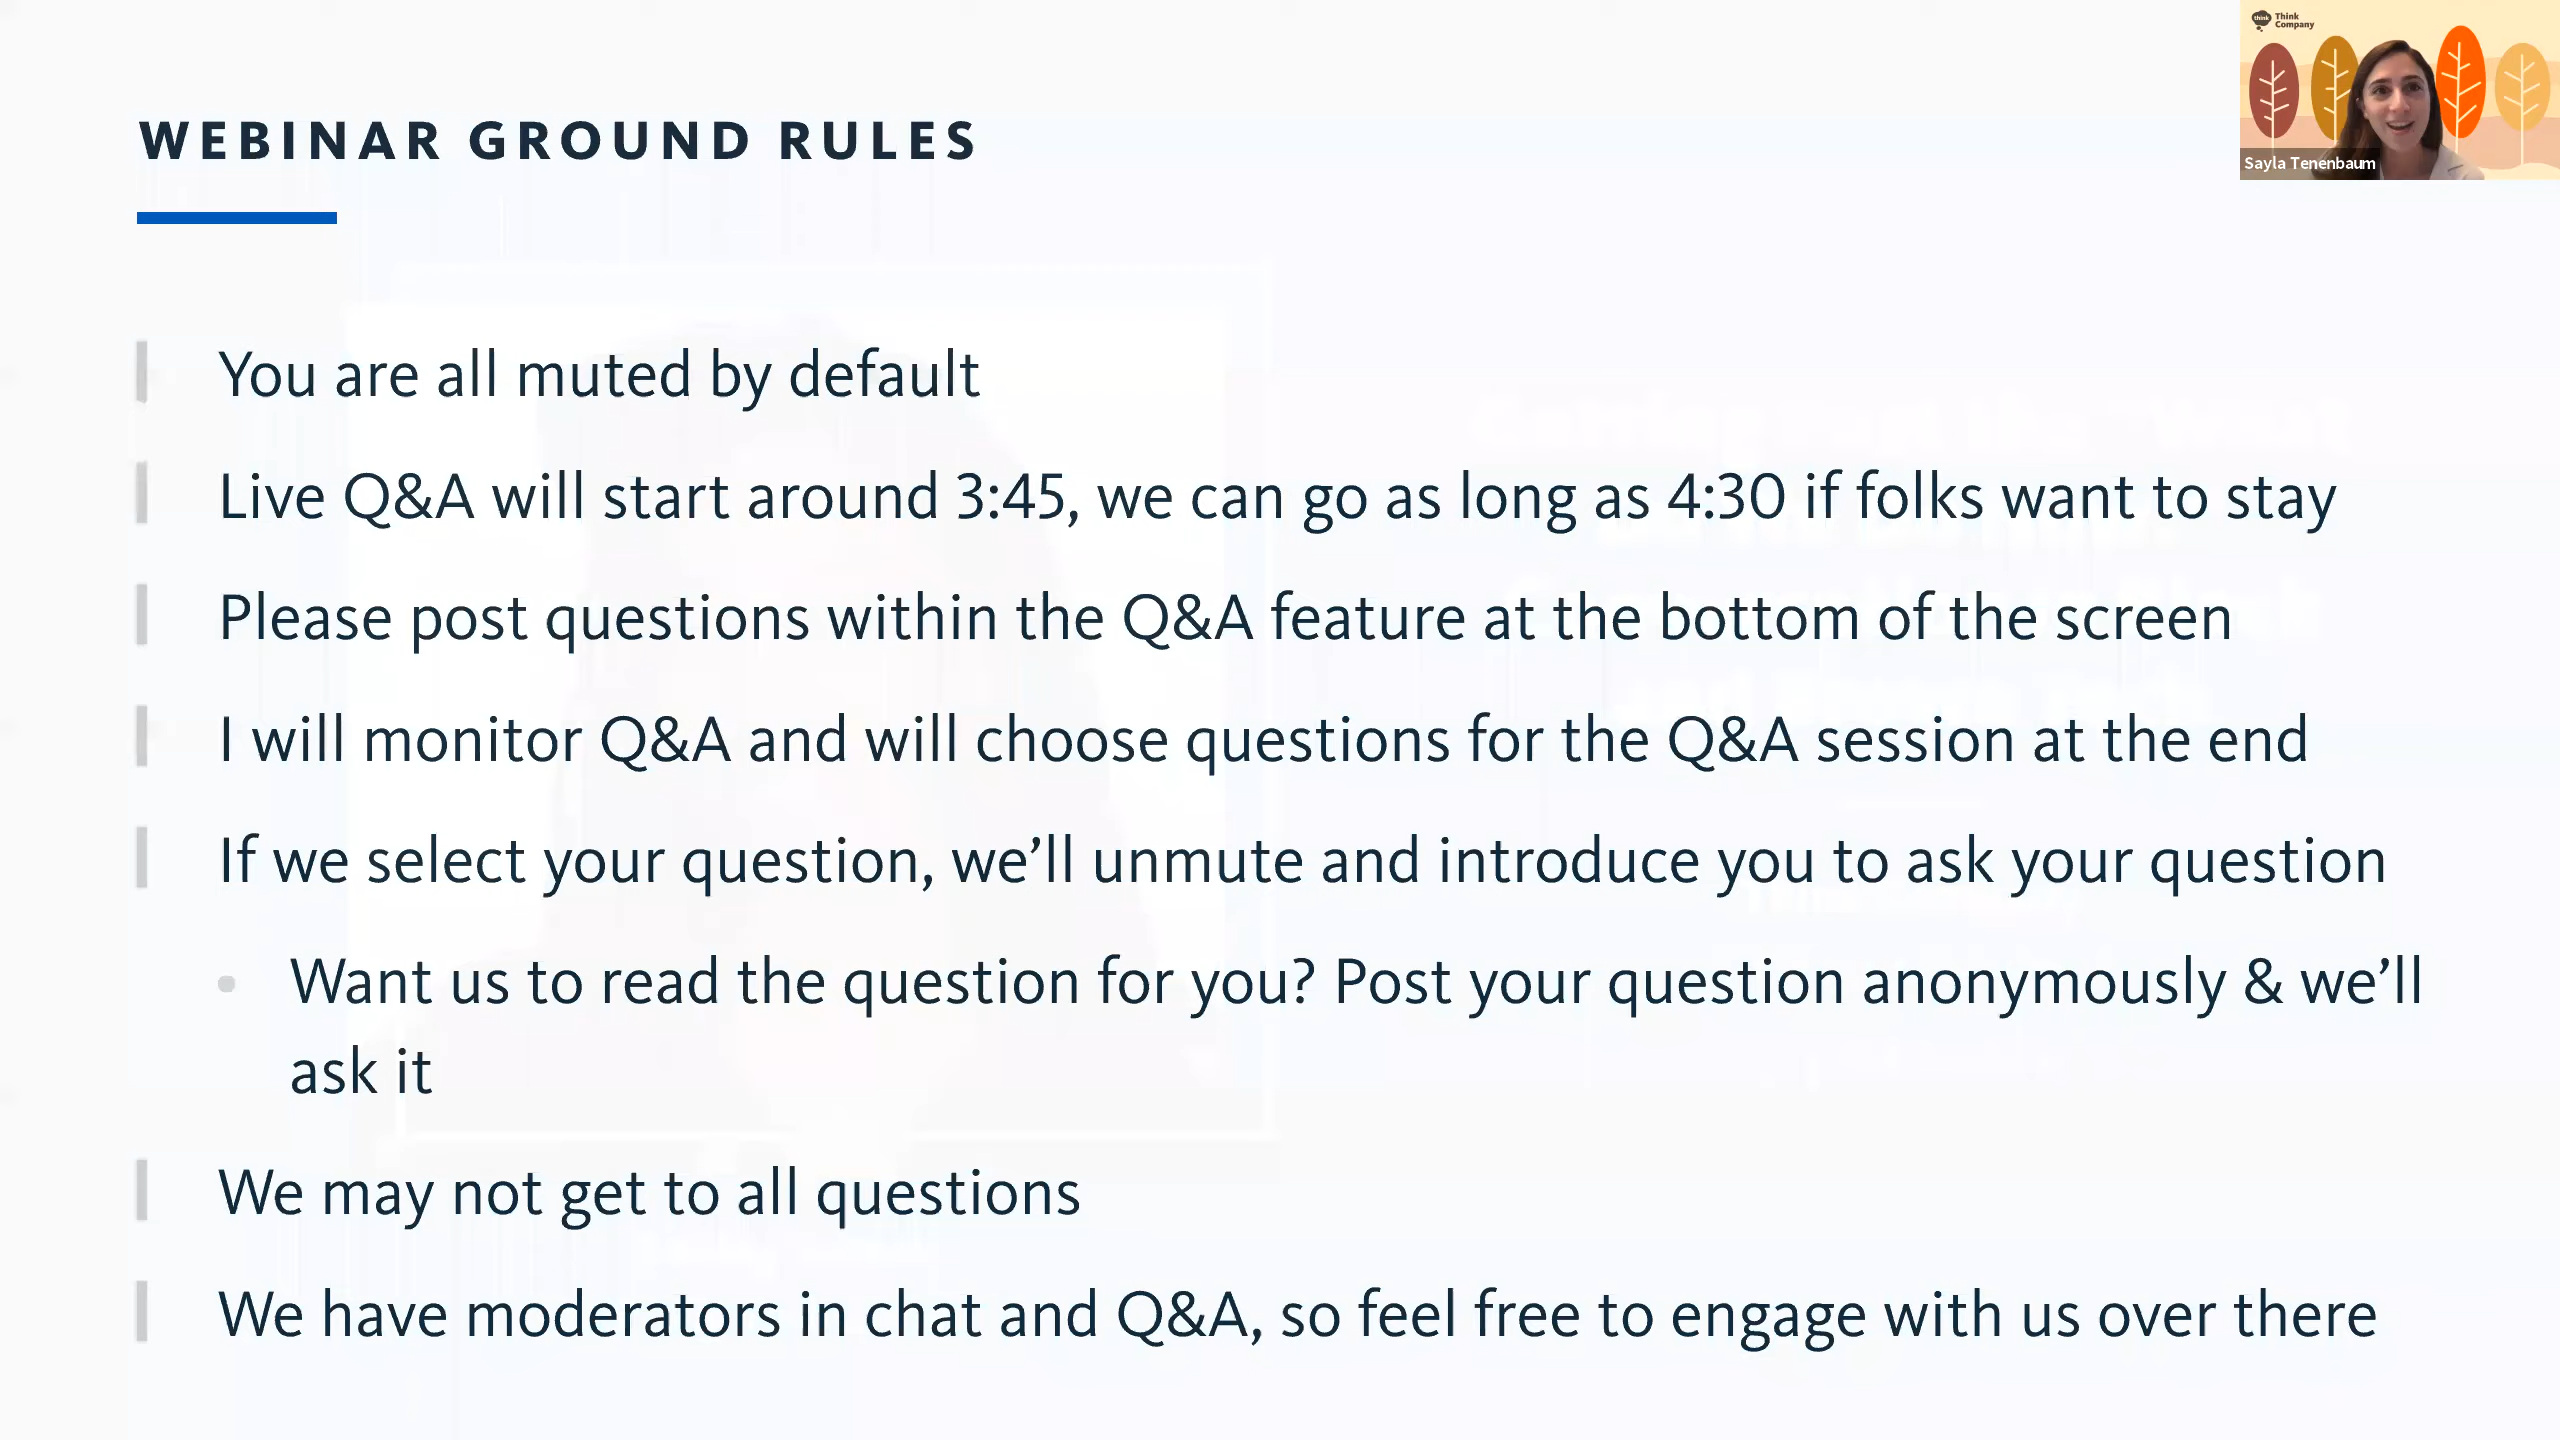 WEBINAR GROUND RULES
think
Think
Company
Sayla Tenenbaum
You are all muted by default
Live Q&A will start around 3:45, we can go as long as 4:30 if folks want to stay
Please post questions within the Q&A feature at the bottom of the screen
I will monitor Q&A and will choose questions for the Q&A session at the end
If we select your question, we’ll unmute and introduce you to ask your question
Want us to read the question for you? Post your question anonymously & we’ll
ask it
We may not get to all questions
We have moderators in chat and Q&A, so feel free to engage with us over there